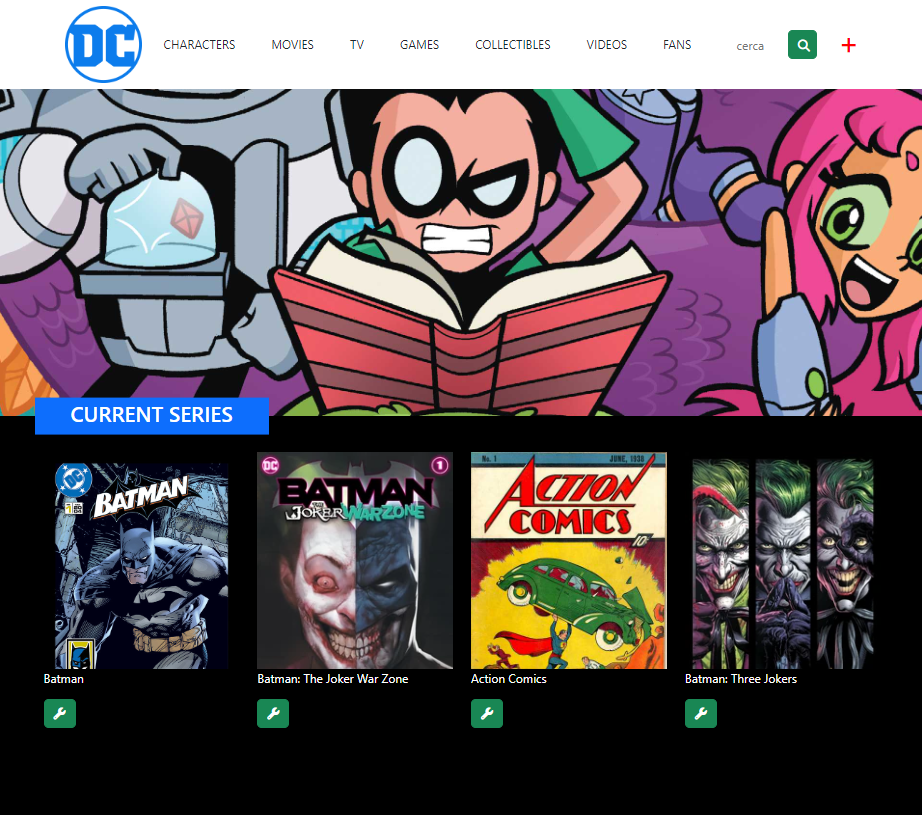 DC
CHARACTERS MOVIES TV GAMES COLLECTIBLES VIDEOS FANS cerca
CURRENT SERIES
DC
BATMAN
DC
1
BATMAN
THE JOKER WAR ZONE
No. 1 JUNE, 1938
ACTION
COMICS
10¢
Batman
Batman: The Joker War Zone
Action Comics
Batman: Three Jokers